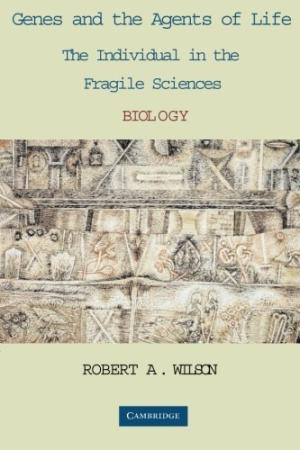 Genes and the Agents of Life
The Individual in the
Fragile Sciences
BIOLOGY
ROBERT A. WILSON
CAMBRIDGE